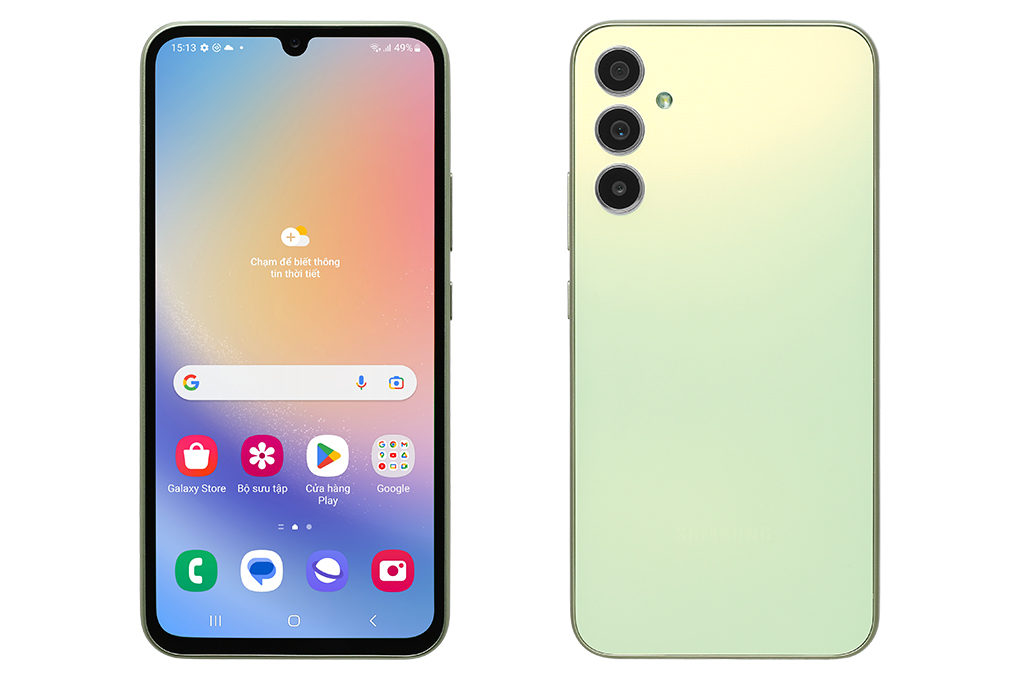 15:13
49%
Chạm để biết thông
tin thời tiết
Galaxy Store
Bộ sưu tập
Cửa hàng
Play
Google
SAMSUNG